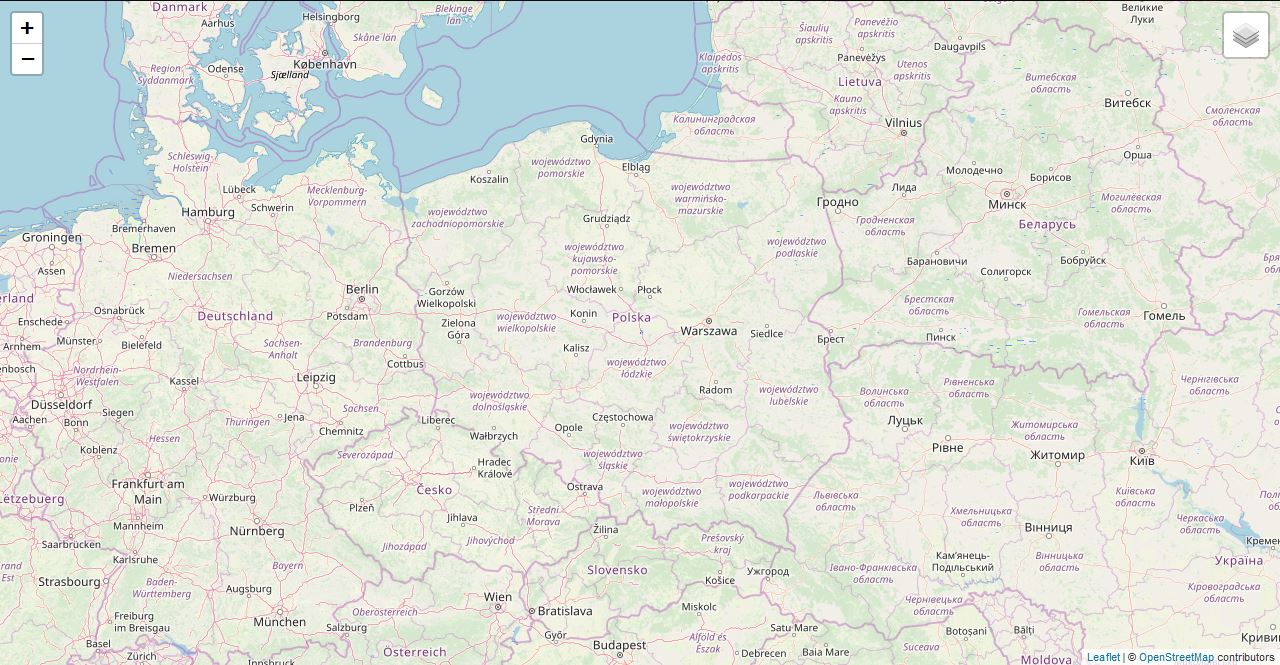 +
−
Danmark
Aarhus
Helsingborg
Blekinge
län
Skåne län
København
Sjælland
Odense
Region
Syddanmark
Klaipėdos
apskritis
Šiaulių
apskritis
Panevėžio
apskritis
Panevėžys
Utenos
apskritis
Daugavpils
Великие
Луки
Lietuva
Kauno
apskritis
Vilnius
Витебская
область
Витебск
Смоленская
область
Калининградская
область
Gdynia
Elbląg
Koszalin
województwo
pomorskie
Schleswig-
Holstein
Lübeck
Schwerin
Mecklenburg-
Vorpommern
Hamburg
Bremerhaven
Bremen
Groningen
Assen
województwo
zachodniopomorskie
Grudziądz
województwo
warmińsko-
mazurskie
Гродно
Лида
Молодечно
Борисов
Орша
Минск
Беларусь
Могилёвская
область
Гродненская
область
województwo
podlaskie
województwo
kujawsko-
pomorskie
Барановичи
Солигорск
Бобруйск
Niedersachsen
Berlin
Potsdam
Gorzów
Wielkopolski
Włocławek
Płock
Брестская
область
Гомельская
область
Гомель
erland
Enschede
Osnabrück
Deutschland
Zielona
Góra
województwo
wielkopolskie
Konin
Polska
Warszawa
Siedlce
Брест
Пинск
Arnhem
Münster
Bielefeld
Sachsen-
Anhalt
Brandenburg
Cottbus
Kalisz
województwo
łódzkie
enbosch
Nordrhein-
Westfalen
Kassel
Leipzig
Radom
województwo
lubelskie
Волинська
область
Рівненська
область
Чернігівська
область
Düsseldorf
Aachen
Bonn
Siegen
Thüringen
Jena
Sachsen
Chemnitz
Liberec
województwo
dolnośląskie
Wałbrzych
Opole
Częstochowa
województwo
świętokrzyskie
Луцьк
Рівне
Житомирська
область
Житомир
Київ
Koblenz
Hessen
Severozápad
Hradec
Králové
województwo
śląskie
Frankfurt am
Main
Würzburg
Česko
Plzeň
Ostrava
województwo
małopolskie
województwo
podkarpackie
Львівська
область
Київська
область
Lëtzebuerg
Mannheim
Nürnberg
Jihlava
Střední
Morava
Žilina
Хмельницька
область
Вінниця
Черкаська
область
Saarbrücken
Karlsruhe
Jihozápad
Jihovýchod
Prešovský
kraj
Кам’янець-
Подільський
Вінницька
область
Україна
Strasbourg
Baden-
Württemberg
Bayern
Augsburg
Slovensko
Košice
Ужгород
Івано-Франківська
область
Кіровоградська
область
Freiburg
im Breisgau
München
Oberösterreich
Wien
Bratislava
Miskolc
Чернівецька
область
Basel
Zürich
Salzburg
Innsbruck
Österreich
Győr
Budapest
Alföld és
Észak
Satu Mare
Debrecen
Baia Mare
Suceava
Botoșani
Bălți
Moldova
Leaflet | © OpenStreetMap contributors